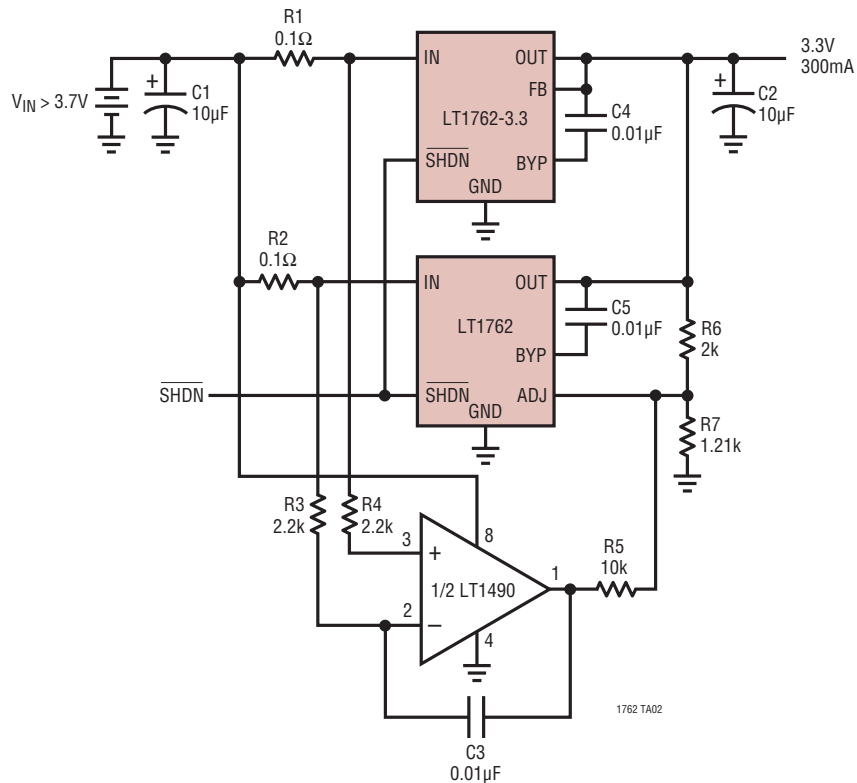 R1
0.1Ω
IN
OUT
3.3V
300mA
FB
+
C1
10µF
VIN > 3.7V
LT1762-3.3
C4
0.01µF
+
C2
10µF
SHDN
BYP
GND
R2
0.1Ω
IN
OUT
C5
0.01µF
LT1762
R6
2k
BYP
SHDN
SHDN
ADJ
GND
R7
1.21k
R3
2.2k
R4
2.2k
8
3
+
1/2 LT1490
1
R5
10k
2
–
4
1762 TA02
C3
0.01µF